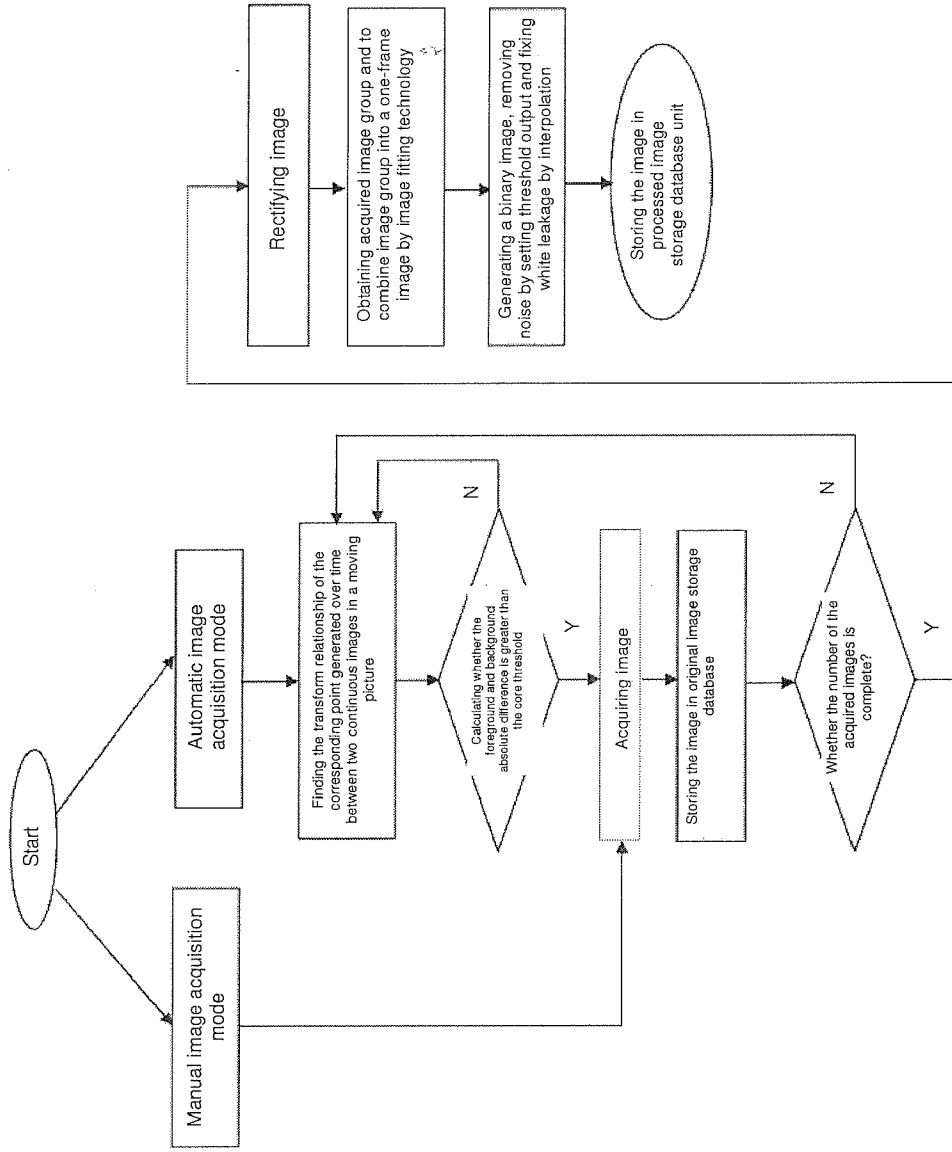 Start
Manual image acquisition
mode
Automatic image
acquisition mode
Finding the transform relationship of the
corresponding point generated over time
between two continuous images in a moving
picture
Calculating whether the
foreground and background
absolute difference is greater than
the core threshold
N
Y
Acquiring image
Storing the image in original image storage
database
Whether the number of the
acquired images is
complete?
N
Y
Rectifying image
Obtaining acquired image group and to
combine image group into a one-frame
image by image fitting technology
Generating a binary image, removing
noise by setting threshold output and fixing
white leakage by interpolation
Storing the image in
processed image
storage database unit